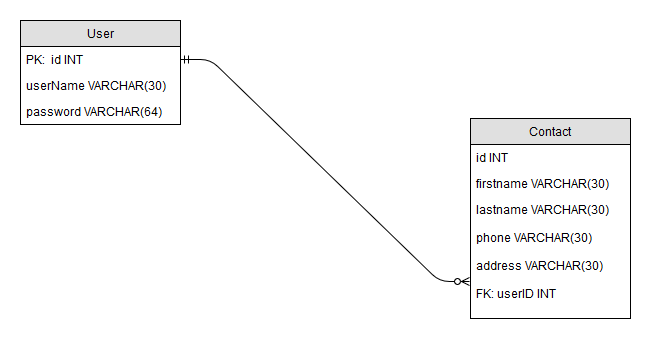 User
PK: id INT
userName VARCHAR(30)
password VARCHAR(64)
Contact
id INT
firstname VARCHAR(30)
lastname VARCHAR(30)
phone VARCHAR(30)
address VARCHAR(30)
FK: userID INT